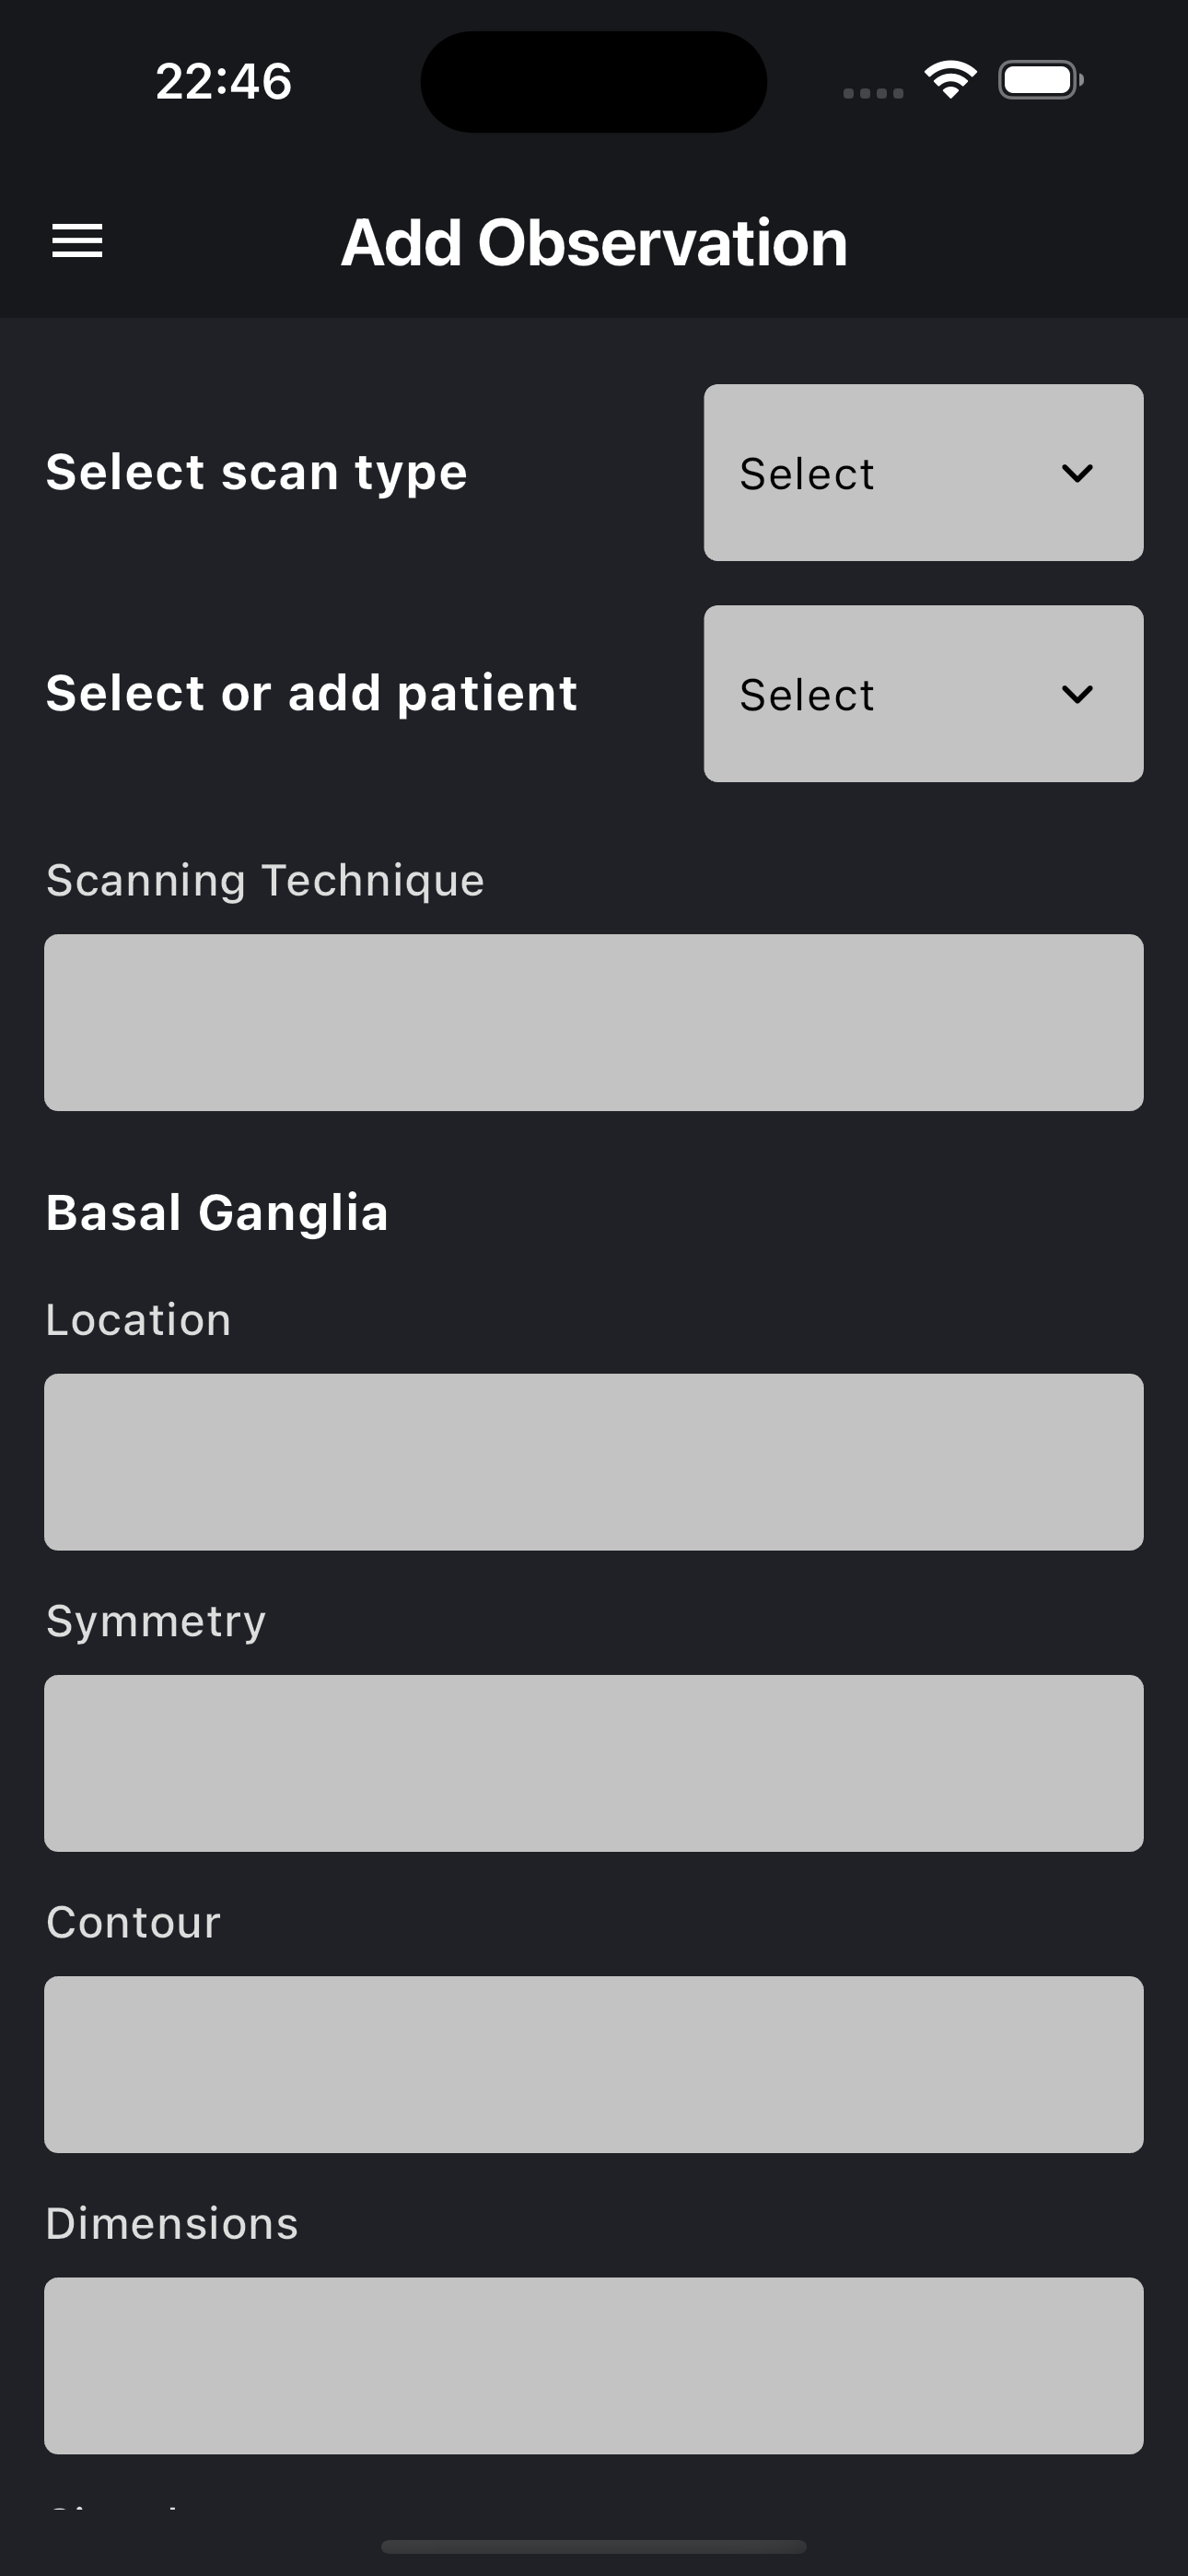 22:46
Add Observation
Select scan type
Select
Select or add patient
Select
Scanning Technique
Basal Ganglia
Location
Symmetry
Contour
Dimensions